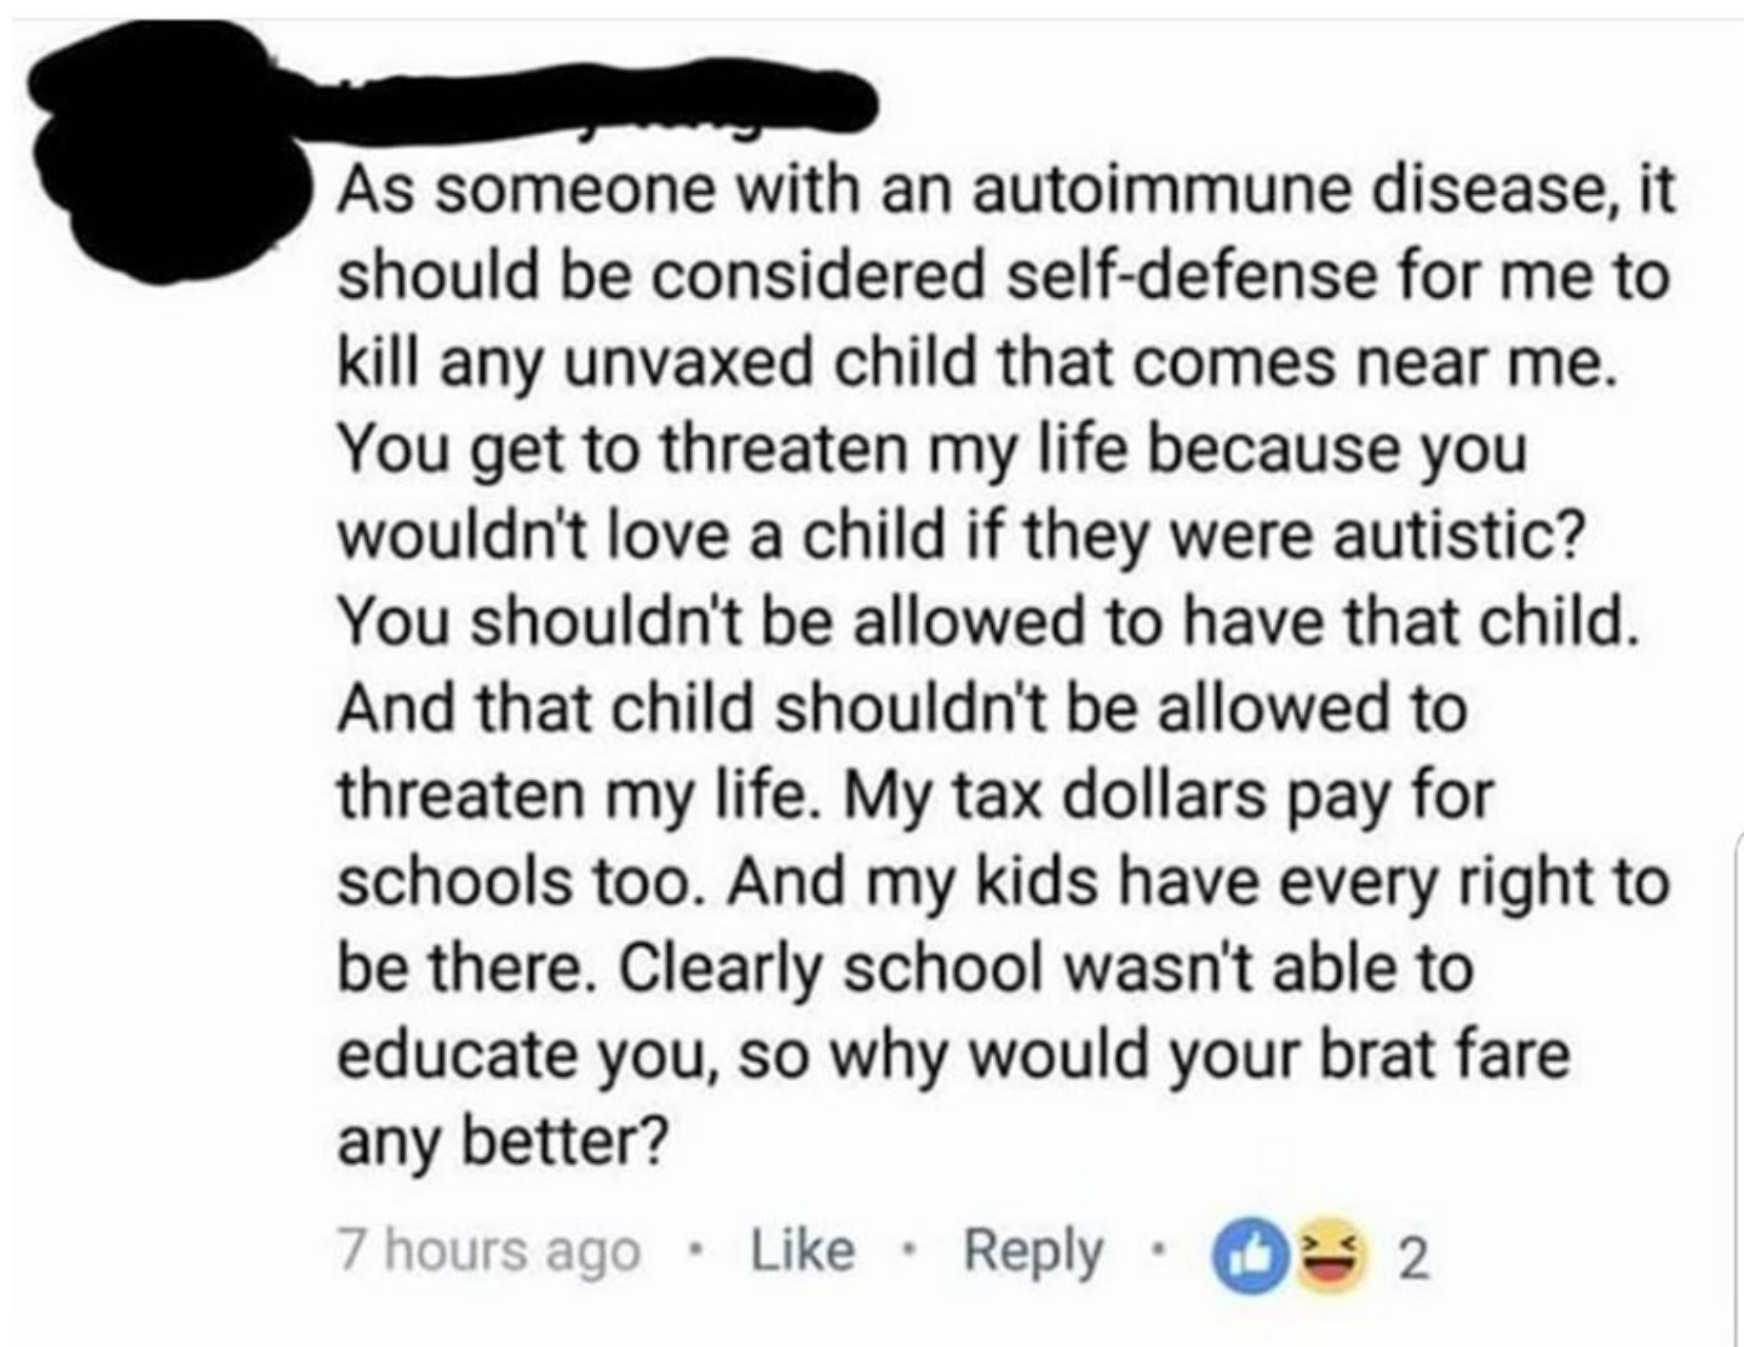 As someone with an autoimmune disease, it
should be considered self-defense for me to
kill any unvaxed child that comes near me.
You get to threaten my life because you
wouldn't love a child if they were autistic?
You shouldn't be allowed to have that child.
And that child shouldn't be allowed to
threaten my life. My tax dollars pay for
schools too. And my kids have every right to
be there. Clearly school wasn't able to
educate you, so why would your brat fare
any better?
7 hours ago · Like · Reply · 2